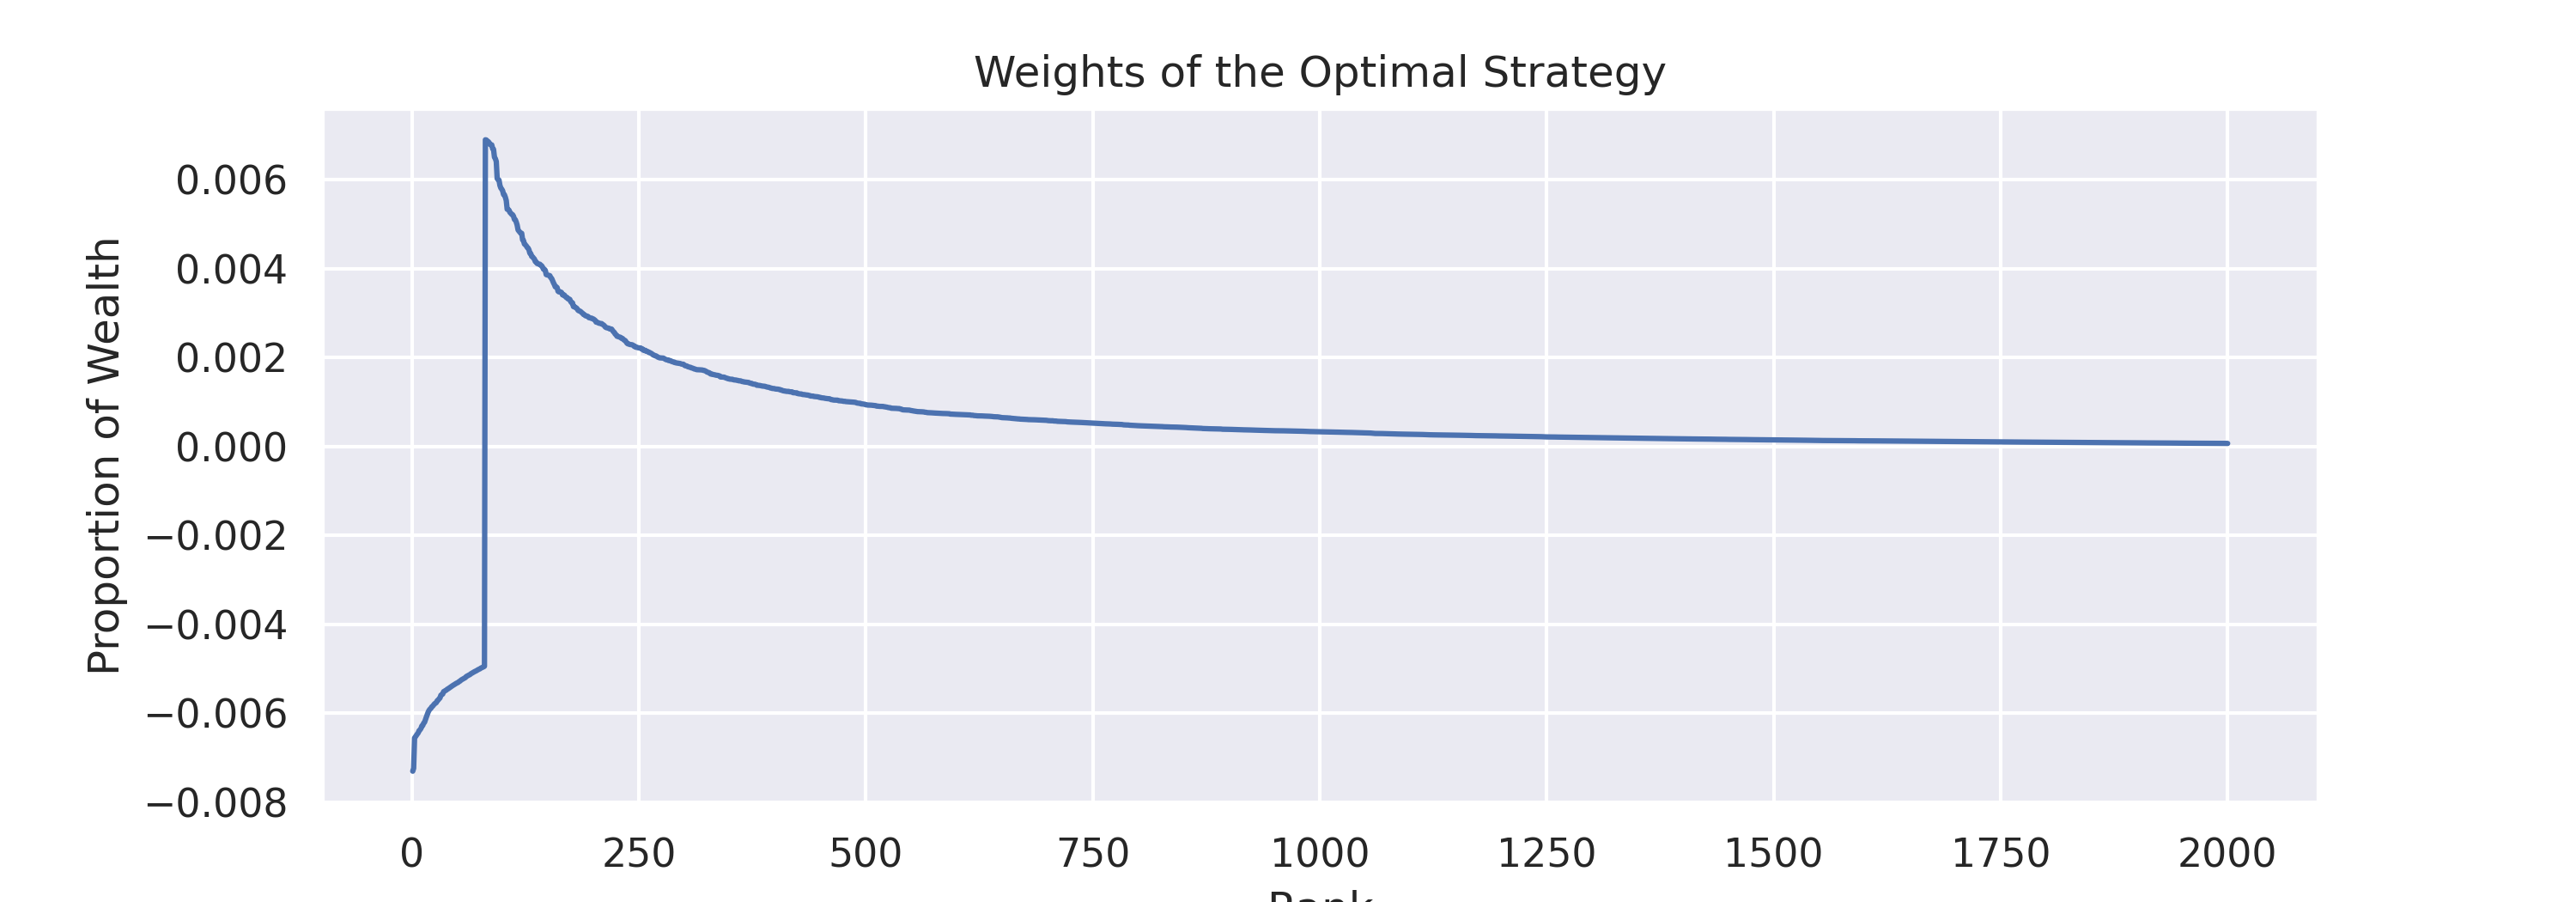 Weights of the Optimal Strategy
Proportion of Wealth
0.006
0.004
0.002
0.000
−0.002
−0.004
−0.006
−0.008
0 250 500 750 1000 1250 1500 1750 2000
Rank